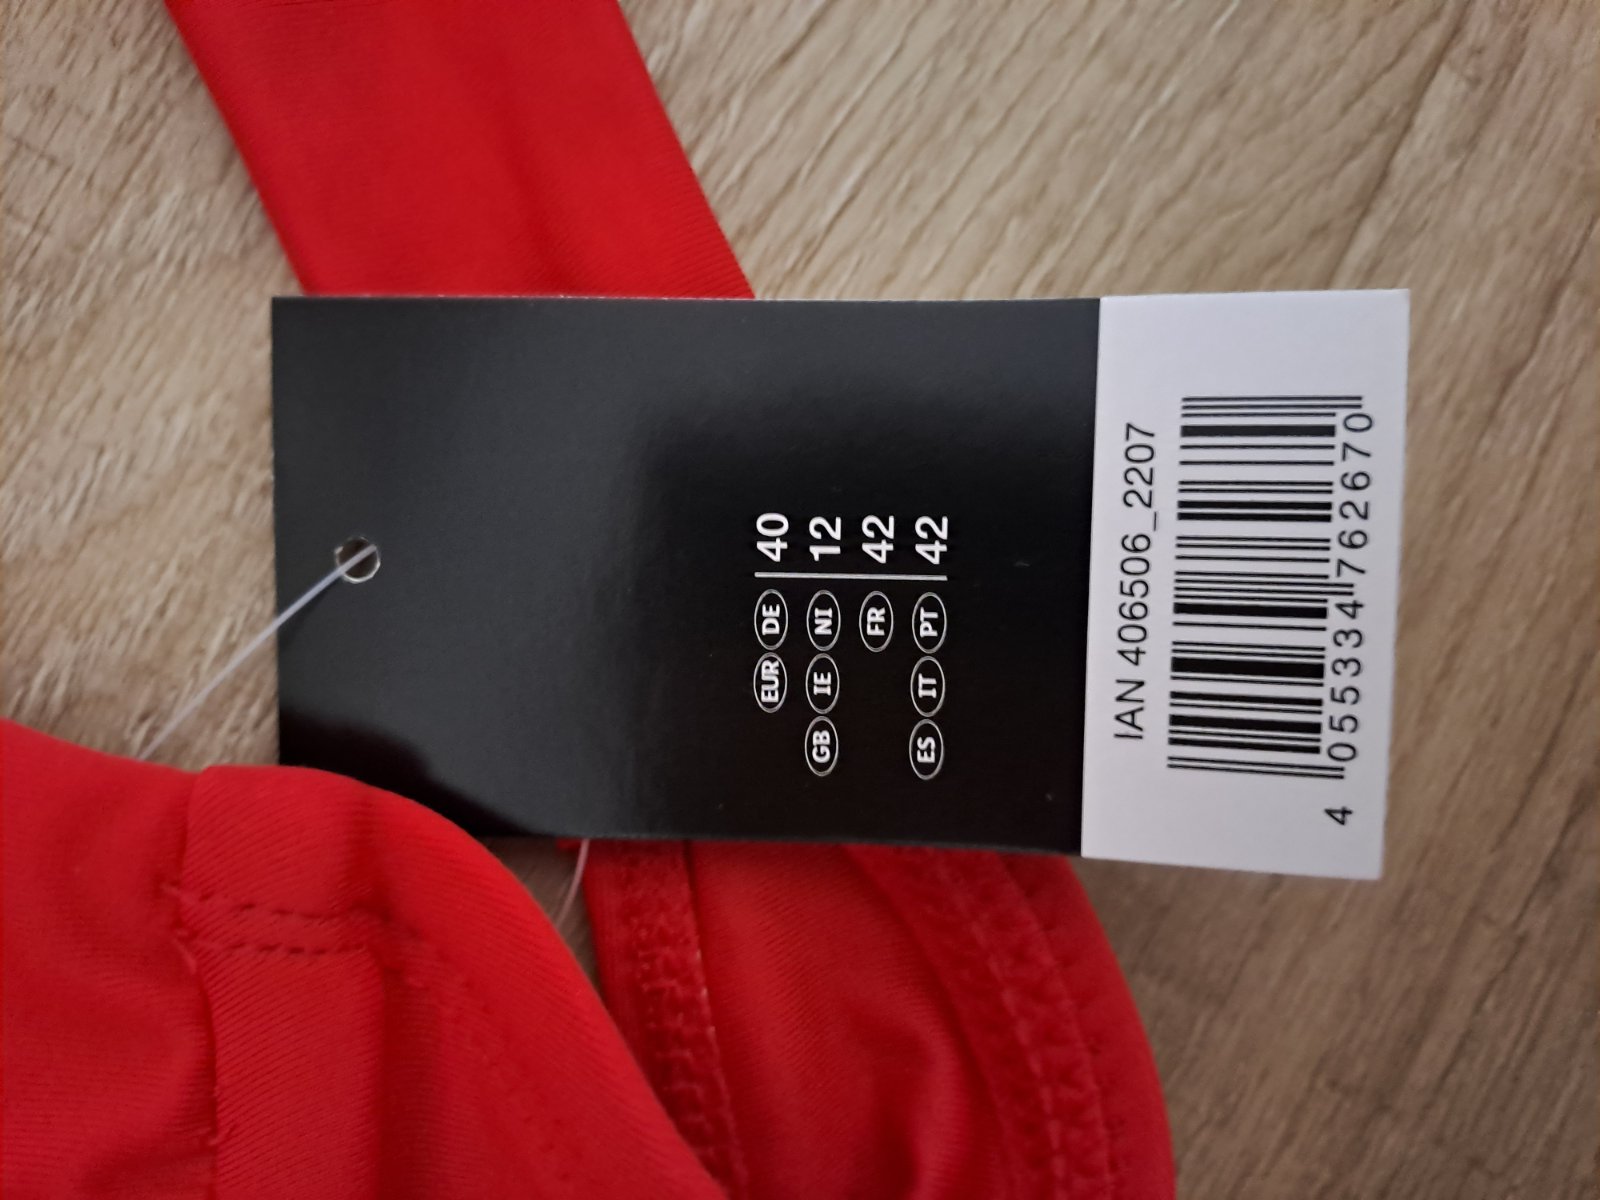 EUR DE 40
GB IE NI 12
FR 42
ES IT PT 42
IAN 406506_2207
4 055334 762670